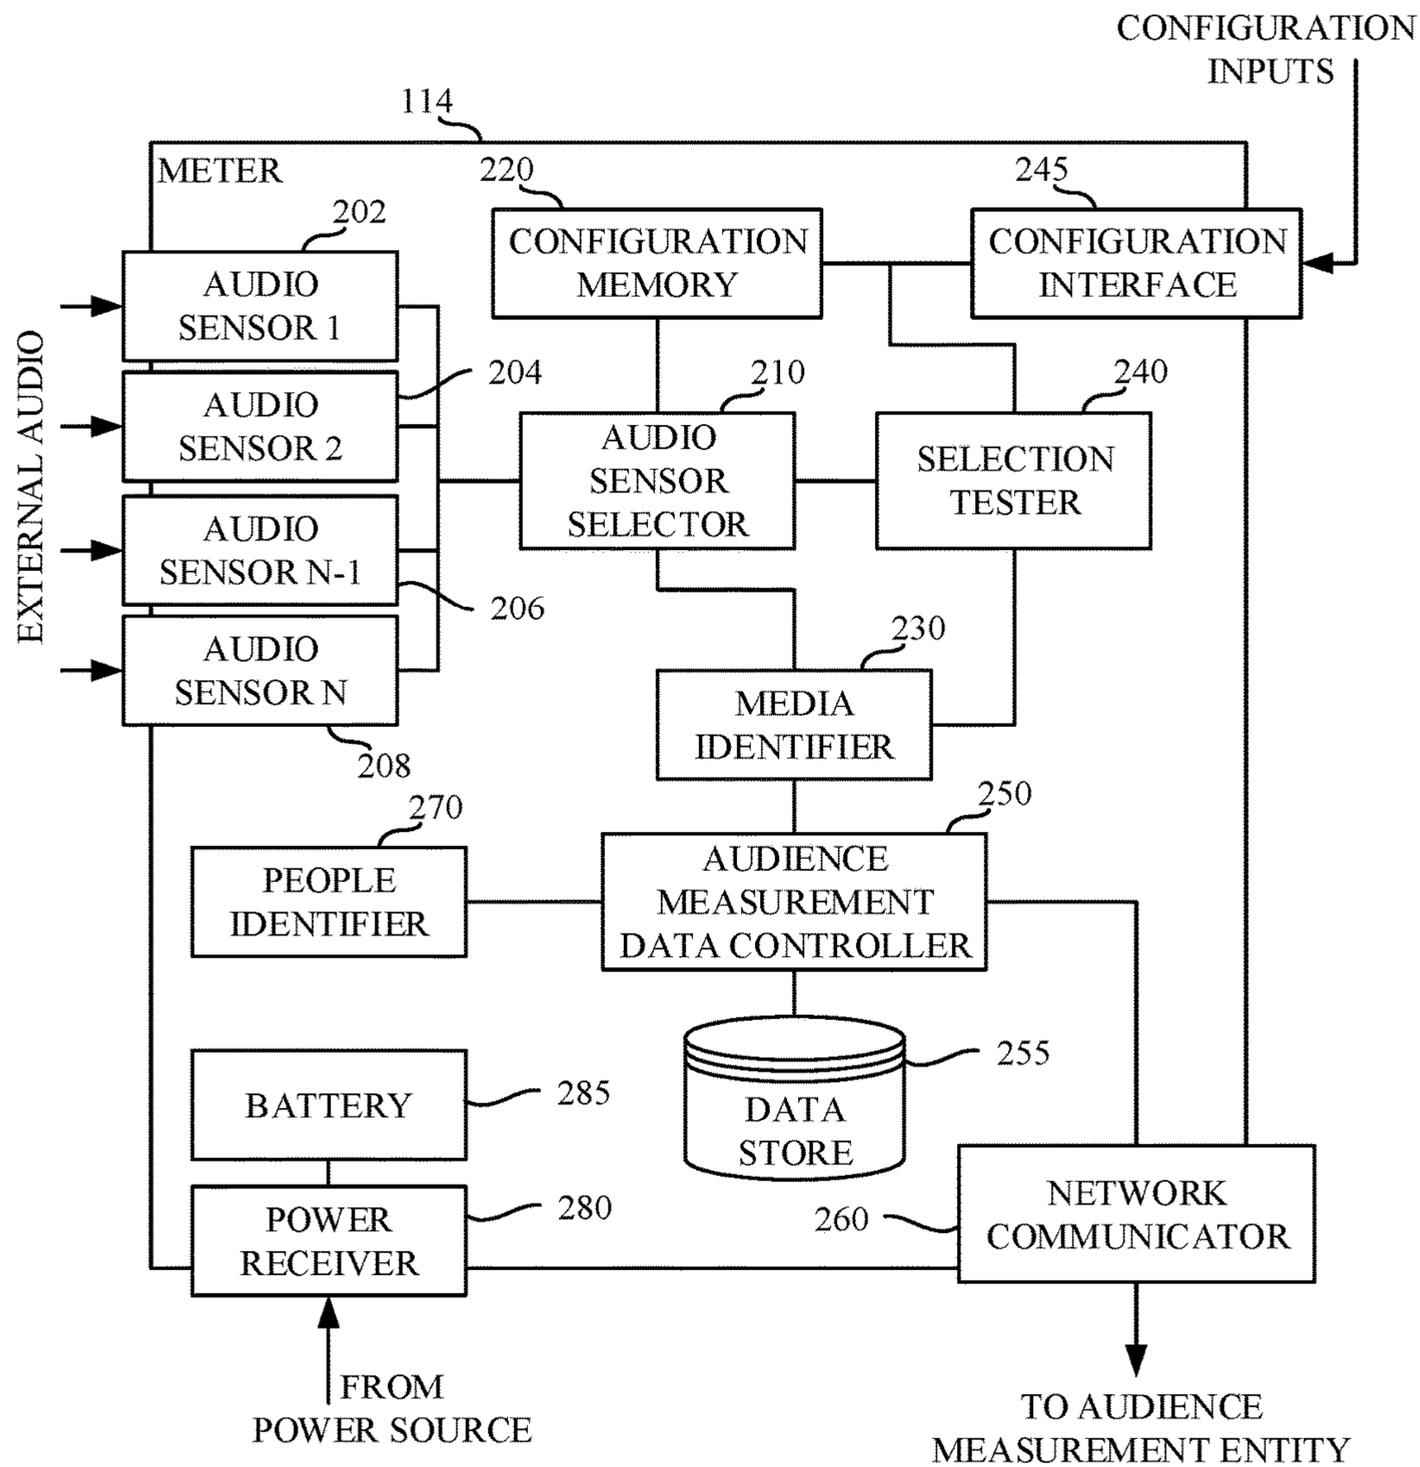 CONFIGURATION
INPUTS
114
METER
220
245
202
CONFIGURATION
MEMORY
CONFIGURATION
INTERFACE
AUDIO
SENSOR 1
EXTERNAL AUDIO
204
AUDIO
SENSOR 2
210
240
AUDIO
SENSOR
SELECTOR
SELECTION
TESTER
AUDIO
SENSOR N-1
206
AUDIO
SENSOR N
208
230
MEDIA
IDENTIFIER
270
250
PEOPLE
IDENTIFIER
AUDIENCE
MEASUREMENT
DATA CONTROLLER
255
DATA
STORE
BATTERY
285
POWER
RECEIVER
280
260
NETWORK
COMMUNICATOR
FROM
POWER SOURCE
TO AUDIENCE
MEASUREMENT ENTITY